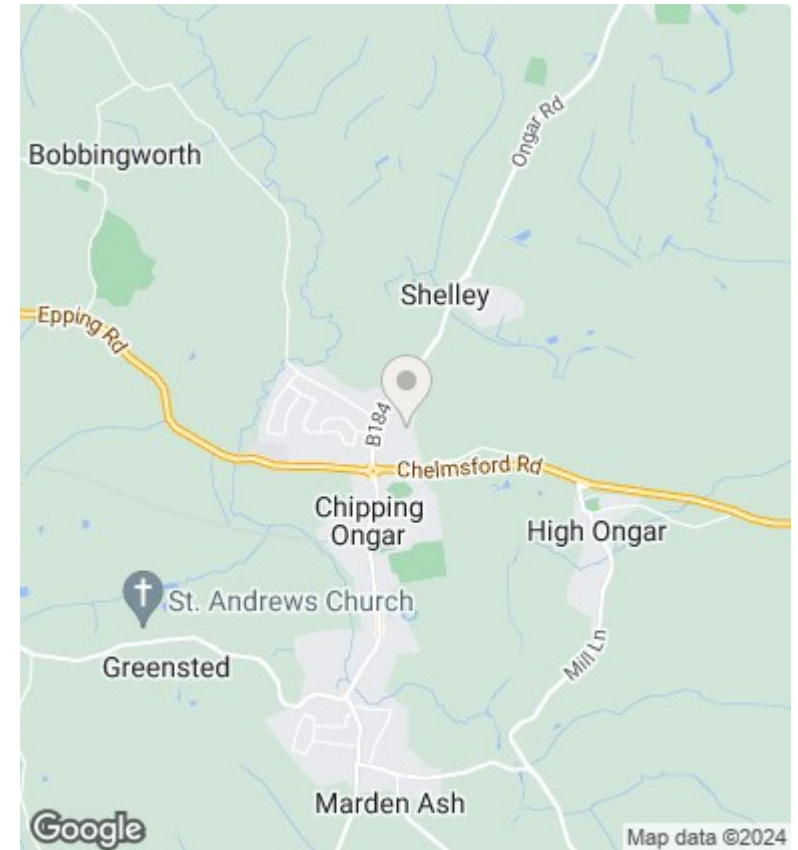 Ongar Rd
Bobbingworth
Shelley
Epping Rd
B184
Chelmsford Rd
Chipping
Ongar
High Ongar
St. Andrews Church
Mill Ln
Greensted
Marden Ash
Google
Map data ©2024